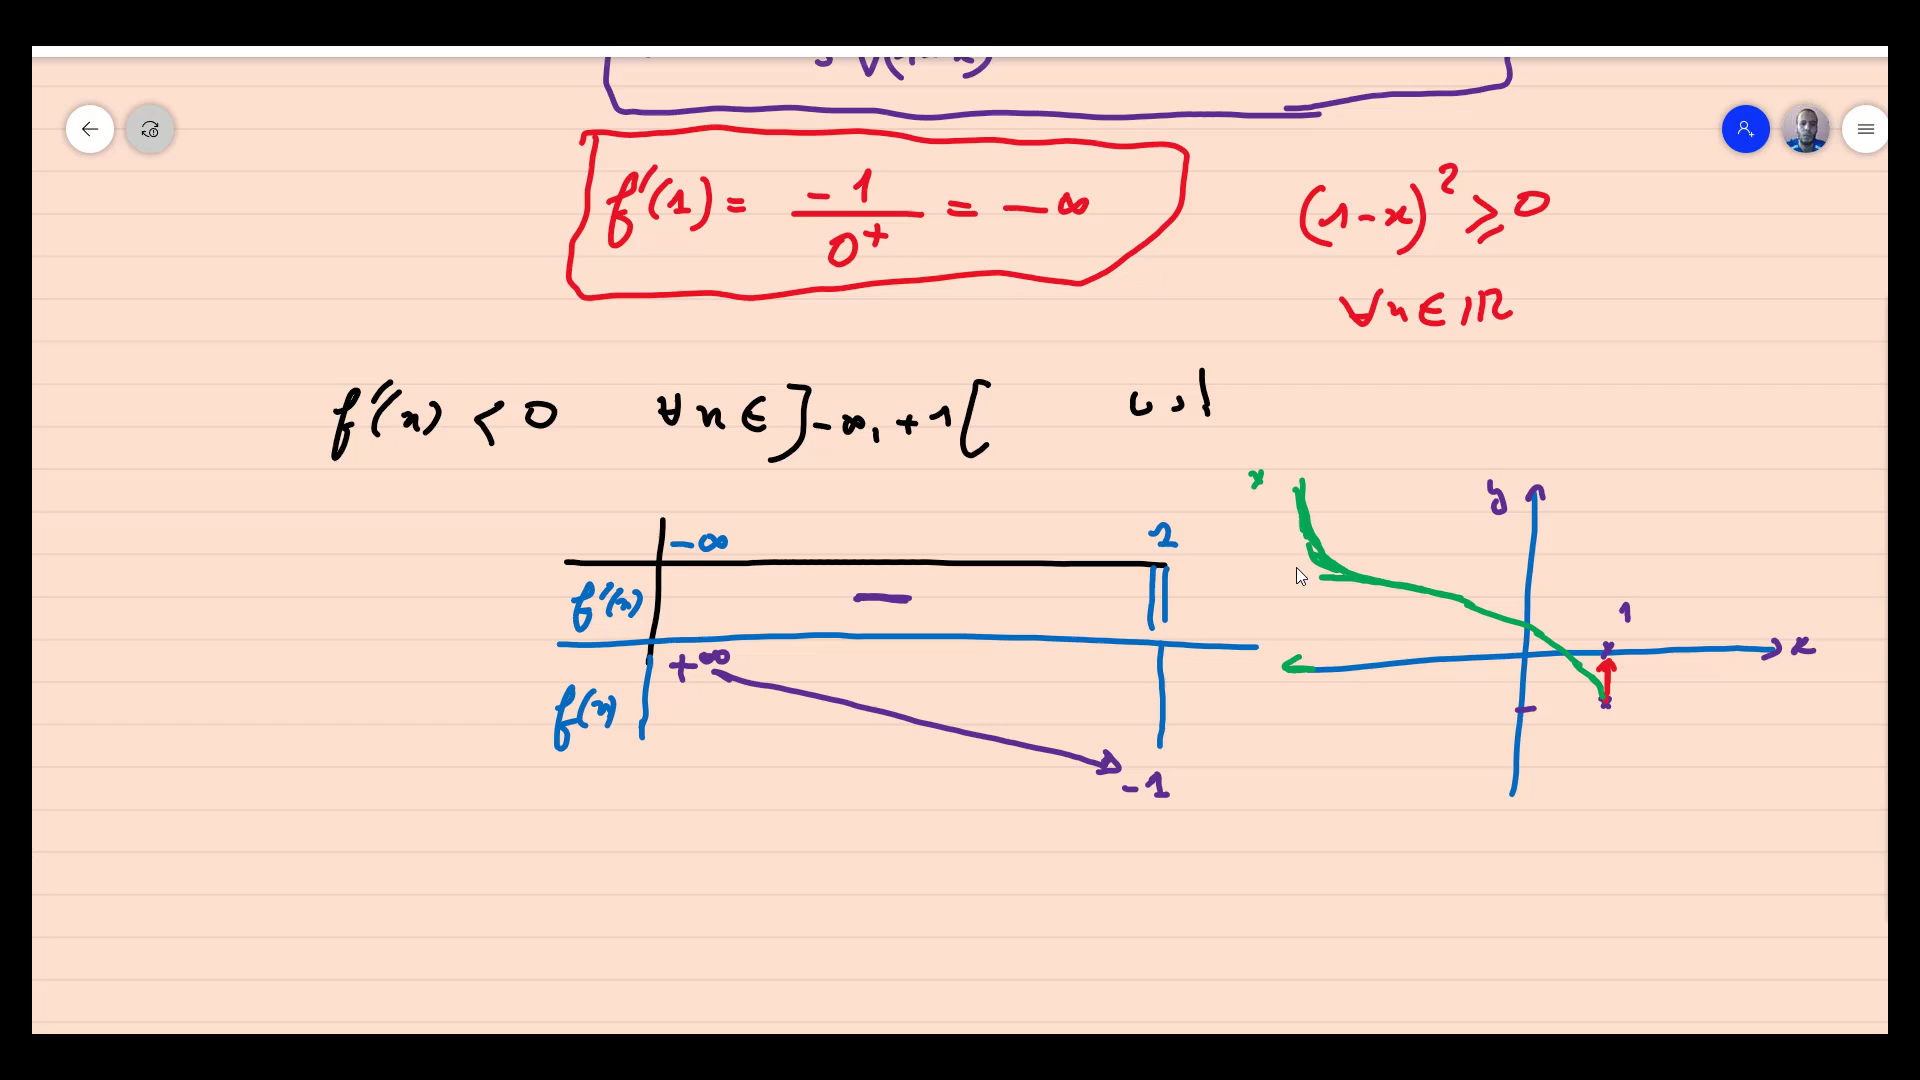 f'(1) = -1/0⁺ = -∞
(1-x)² ⩾ 0
∀x ∈ ℝ
f'(x) < 0 ∀x ∈ ]-∞, +1[
-∞ 1
f'(x) -
f(x) +∞ -1
y
1
x